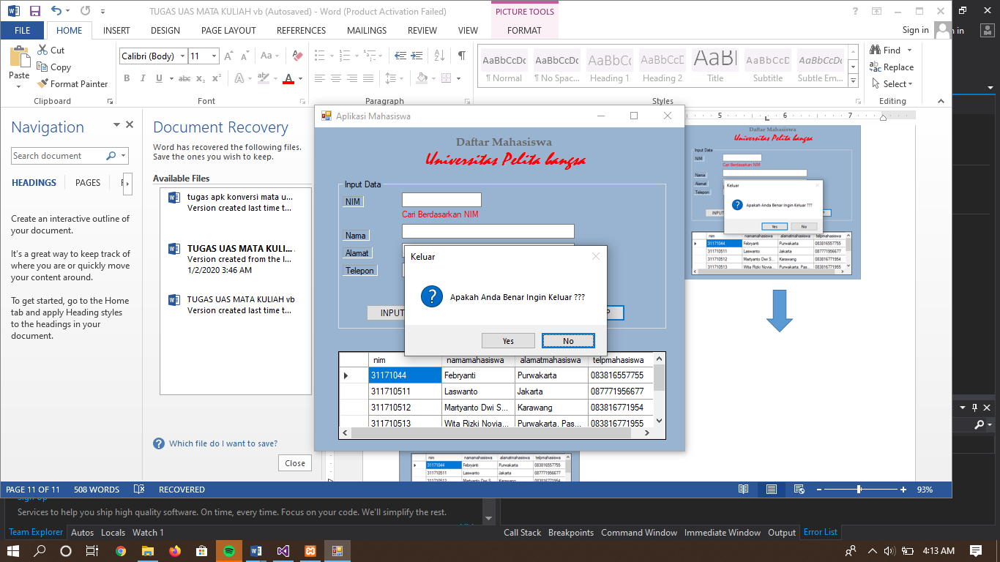 TUGAS UAS MATA KULIAH vb (Autosaved) - Word (Product Activation Failed)
PICTURE TOOLS
FILE HOME INSERT DESIGN PAGE LAYOUT REFERENCES MAILINGS REVIEW VIEW FORMAT
Sign in
in
Paste
Cut
Copy
Format Painter
Clipboard
Calibri (Body) 11
Font
Paragraph
AaBbCcDc AaBbCcDc AaBbCc AaBbCcD AaBl AaBbCcD AaBbCcDc
¶ Normal ¶ No Spac... Heading 1 Heading 2 Title Subtitle Subtle Em...
Styles
Find
Replace
Select
Editing
Navigation
Search document
HEADINGS PAGES
Create an interactive outline of
your document.
It's a great way to keep track of
where you are or quickly move
your content around.
To get started, go to the Home
tab and apply Heading styles
to the headings in your
document.
Document Recovery
Word has recovered the following files.
Save the ones you wish to keep.
Available Files
tugas apk konversi mata u...
Version created last time t...
TUGAS UAS MATA KULI...
Version created from the l...
1/2/2020 3:46 AM
TUGAS UAS MATA KULIAH vb
Version created last time t...
Which file do I want to save?
Close
Aplikasi Mahasiswa
Daftar Mahasiswa
Universitas Pelita bangsa
Input Data
NIM
Cari Berdasarkan NIM
Nama
Alamat
Telepon
INPUT
P
Keluar
Apakah Anda Benar Ingin Keluar ???
Yes No
nim namamahasiswa alamatmahasiswa telpmahasiswa
31171044 Febryanti Purwakarta 083816557755
311710511 Laswanto Jakarta 087771956677
311710512 Martyanto Dwi S... Karawang 083816771954
311710513 Wita Rizki Novia... Purwakarta, Pas... 083816771955
5 6 7
Daftar Mahasiswa
Universitas Pelita bangsa
Input Data
NIM
Cari Berdasarkan NIM
Nama
Alamat
Telepon
INPUT
Keluar
Apakah Anda Benar Ingin Keluar ???
Yes No
nim namamahasiswa alamatmahasiswa telpmahasiswa
31171044 Febryanti Purwakarta 083816557755
311710511 Laswanto Jakarta 087771956677
311710512 Martyanto Dwi S... Karawang 083816771954
311710513 Wita Rizki Novia... Purwakarta, Pas... 083816771955
nim namamahasiswa alamatmahasiswa telpmahasiswa
31171044 Febryanti Purwakarta 083816557755
311710511 Laswanto Jakarta 087771956677
PAGE 11 OF 11 508 WORDS RECOVERED 93%
Sign Up
Services to help you ship high quality software. On time, every time. Focus on your code. We'll simplify the rest.
Team Explorer Autos Locals Watch 1
Call Stack Breakpoints Command Window Immediate Window Output Error List
4:13 AM